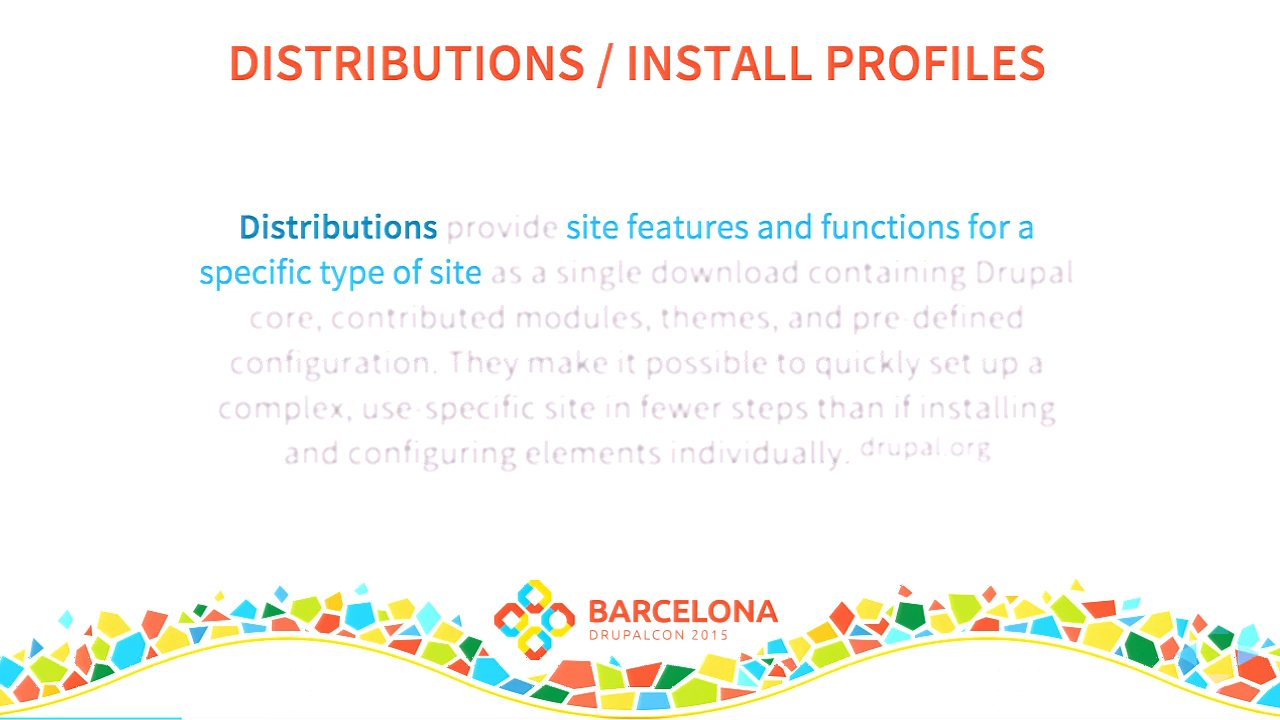 DISTRIBUTIONS / INSTALL PROFILES
Distributions provide site features and functions for a
specific type of site as a single download containing Drupal
core, contributed modules, themes, and pre-defined
configuration. They make it possible to quickly set up a
complex, use-specific site in fewer steps than if installing
and configuring elements individually. drupal.org
BARCELONA
DRUPALCON 2015